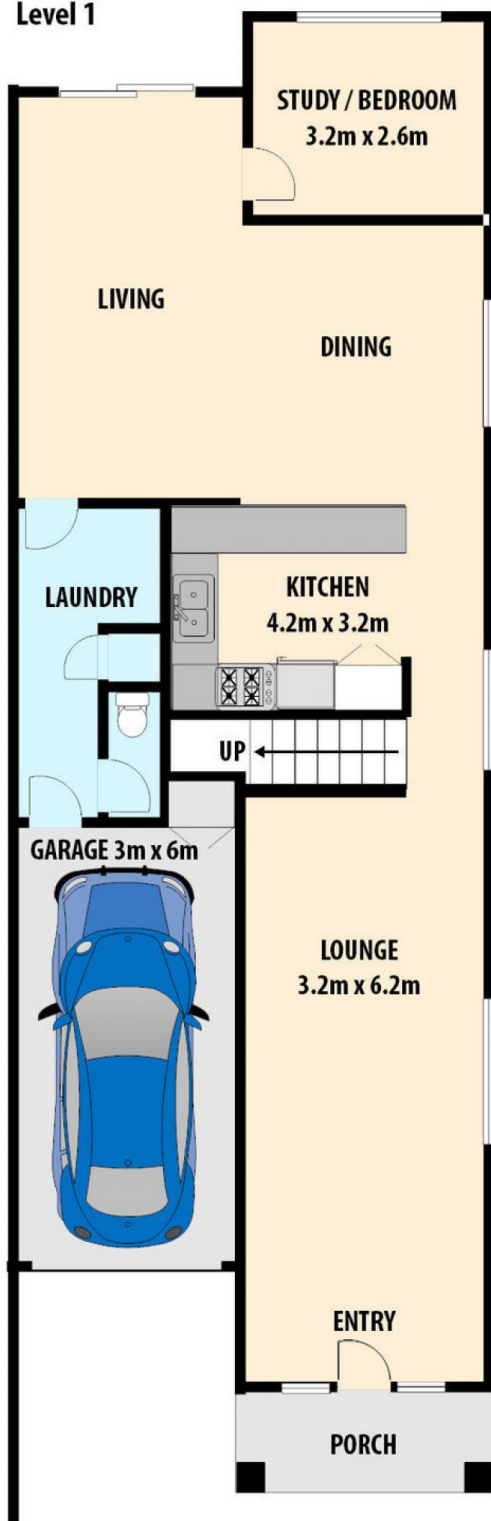 Level 1
STUDY / BEDROOM
3.2m x 2.6m
LIVING
DINING
KITCHEN
4.2m x 3.2m
LAUNDRY
UP
GARAGE 3m x 6m
LOUNGE
3.2m x 6.2m
ENTRY
PORCH